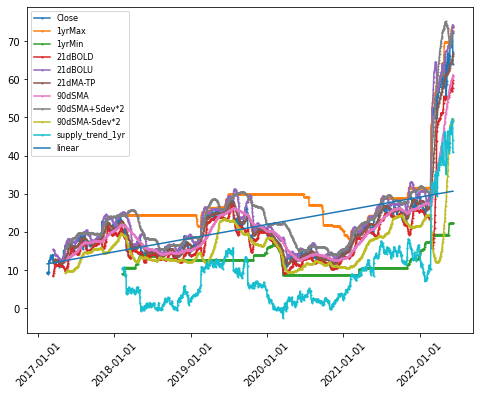 Close
1yrMax
1yrMin
21dBOLD
21dBOLU
21dMA-TP
90dSMA
90dSMA+Sdev*2
90dSMA-Sdev*2
supply_trend_1yr
linear
70
60
50
40
30
20
10
0
2017-01-01
2018-01-01
2019-01-01
2020-01-01
2021-01-01
2022-01-01